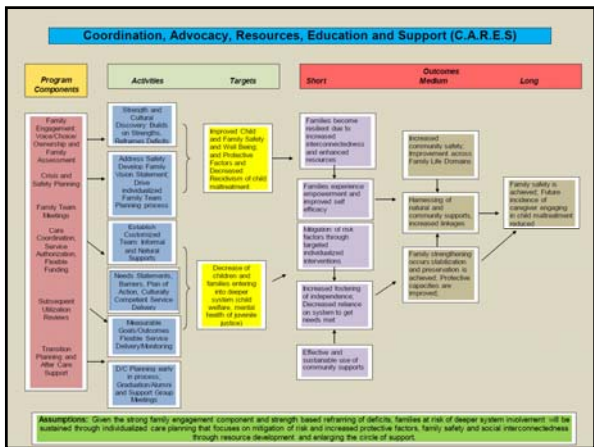 Coordination, Advocacy, Resources, Education and Support (C.A.R.E.S)
Program
Components
Activities
Targets
Outcomes
Short
Medium
Long
Family
Engagement
Voice/Choice
Ownership and
Family
Assessment
Crisis and
Safety Planning
Family Team
Meetings
Care
Coordination,
Service
Authorization,
Flexible
Funding
Subsequent
Utilization
Reviews
Transition
Planning and
After Care
Support
Strength and
Cultural
Discovery Builds
on Strengths,
Reframes Deficits
Address Safety
Develop Family
Vision Statement,
Drive
individualized
Family Team
Planning process
Establish
Customized
Team: Informal
and Natural
Supports
Needs Statements,
Barriers, Plan of
Action, Culturally
Competent Service
Delivery
Measurable
Goals/Outcomes
Flexible Service
Delivery/Monitoring
D/C Planning early
in process;
Graduation/Alumni
and Support Group
Meetings
Improved Child
and Family Safety
and Well Being; and
Protective
Factors and
Decreased
Recidivism of child
maltreatment
Decrease of
children and
families entering
into deeper
system (child
welfare, mental
health of juvenile
justice)
Families become
resilient due to
increased
interconnectedness
and enhanced
resources
Families experience
empowerment and
improved self
efficacy
Mitigation of risk
factors through
targeted
individualized
interventions
Increased fostering
of independence;
Decreased reliance
on system to get
needs met
Effective and
sustainable use of
community supports
Increased
community safety;
Improvement across
Family Life Domains
Harnessing of
natural and
community supports,
increased linkages
Family strengthening
occurs stabilization
and preservation is
achieved; Protective
capacities are
improved;
Family safety is
achieved; Future
incidence of
caregiver engaging
in child maltreatment
reduced
Assumptions: Given the strong family engagement component and strength based reframing of deficits, families at risk of deeper system involvement will be
sustained through individualized care planning that focuses on mitigation of risk and increased protective factors, family safety and social interconnectedness
through resource development and enlarging the circle of support.